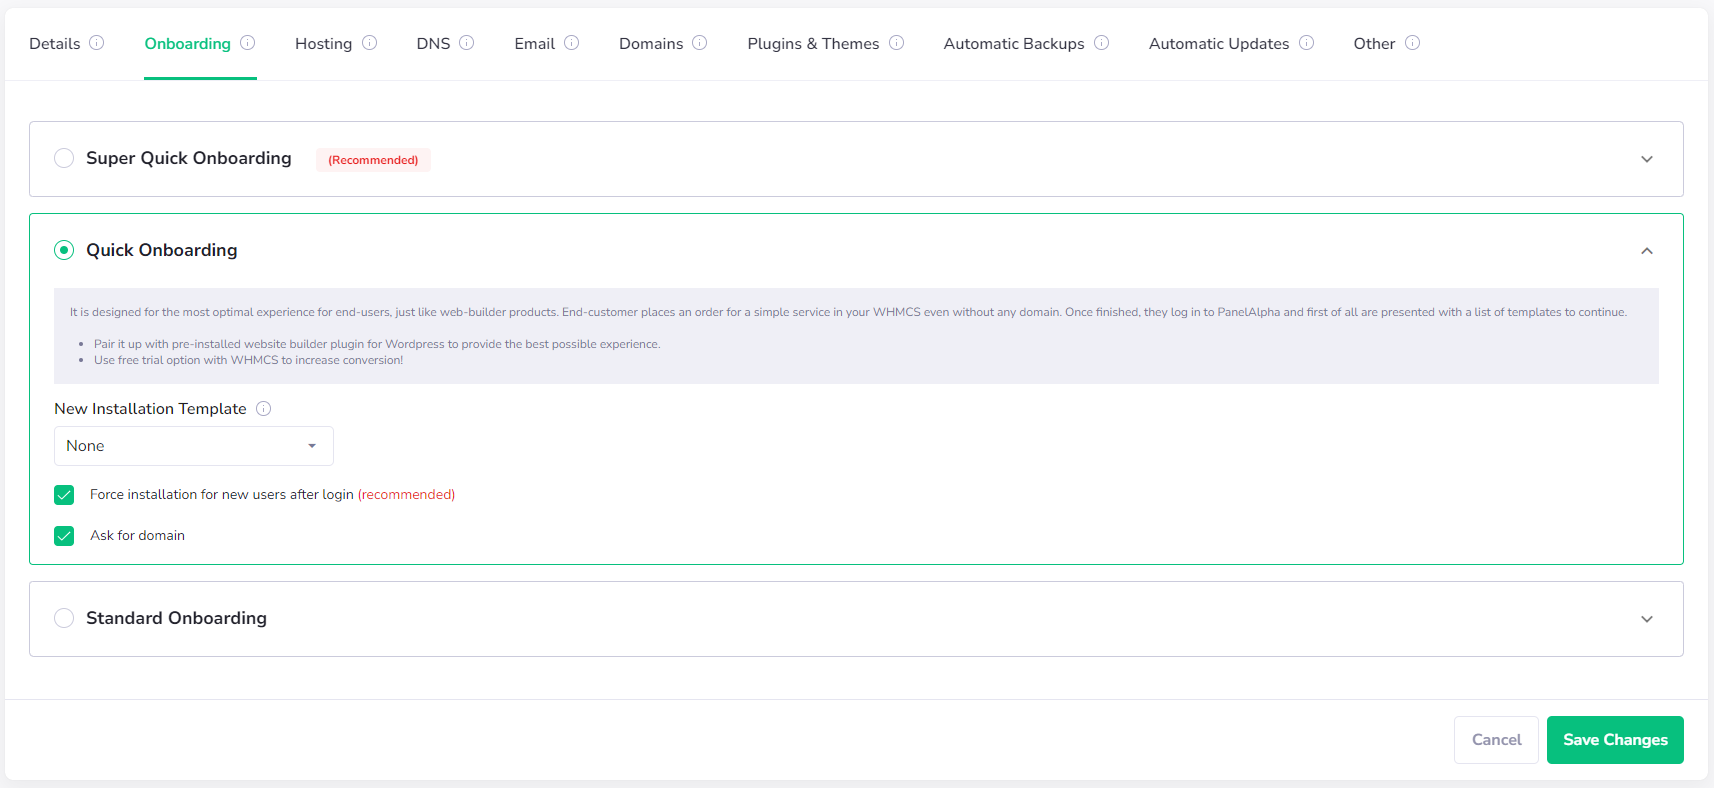 Details Onboarding Hosting DNS Email Domains Plugins & Themes Automatic Backups Automatic Updates Other
Super Quick Onboarding (Recommended)
Quick Onboarding
It is designed for the most optimal experience for end-users, just like web-builder products. End-customer places an order for a simple service in your WHMCS even without any domain. Once finished, they log in to PanelAlpha and first of all are presented with a list of templates to continue.
• Pair it up with pre-installed website builder plugin for Wordpress to provide the best possible experience.
• Use free trial option with WHMCS to increase conversion!
New Installation Template
None
Force installation for new users after login (recommended)
Ask for domain
Standard Onboarding
Cancel Save Changes